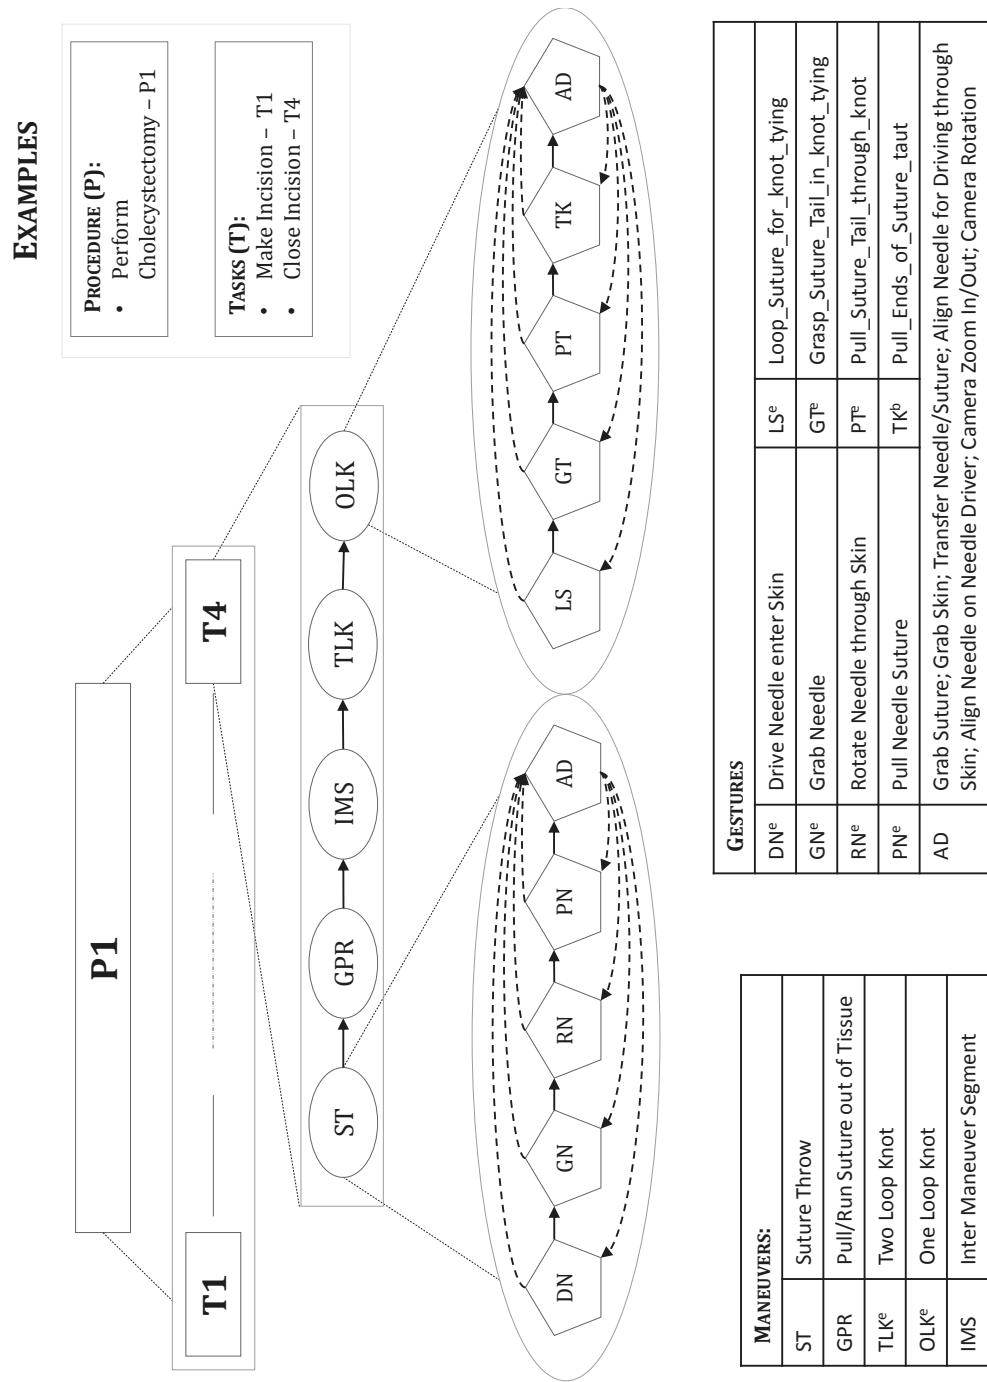 EXAMPLES
PROCEDURE (P):
• Perform
Cholecystectomy – P1
TASKS (T):
• Make Incision – T1
• Close Incision – T4
P1
T1
T4
ST
GPR
IMS
TLK
OLK
DN
GN
RN
PN
AD
LS
GT
PT
TK
AD
MANEUVERS:
ST Suture Throw
GPR Pull/Run Suture out of Tissue
TLKᵉ Two Loop Knot
OLKᵉ One Loop Knot
IMS Inter Maneuver Segment
GESTURES
DNᵉ Drive Needle enter Skin LSᵉ Loop_Suture_for_knot_tying
GNᵉ Grab Needle GTᵉ Grasp_Suture_Tail_in_knot_tying
RNᵉ Rotate Needle through Skin PTᵉ Pull_Suture_Tail_through_knot
PNᵉ Pull Needle Suture TKᵇ Pull_Ends_of_Suture_taut
AD Grab Suture; Grab Skin; Transfer Needle/Suture; Align Needle for Driving through
Skin; Align Needle on Needle Driver; Camera Zoom In/Out; Camera Rotation